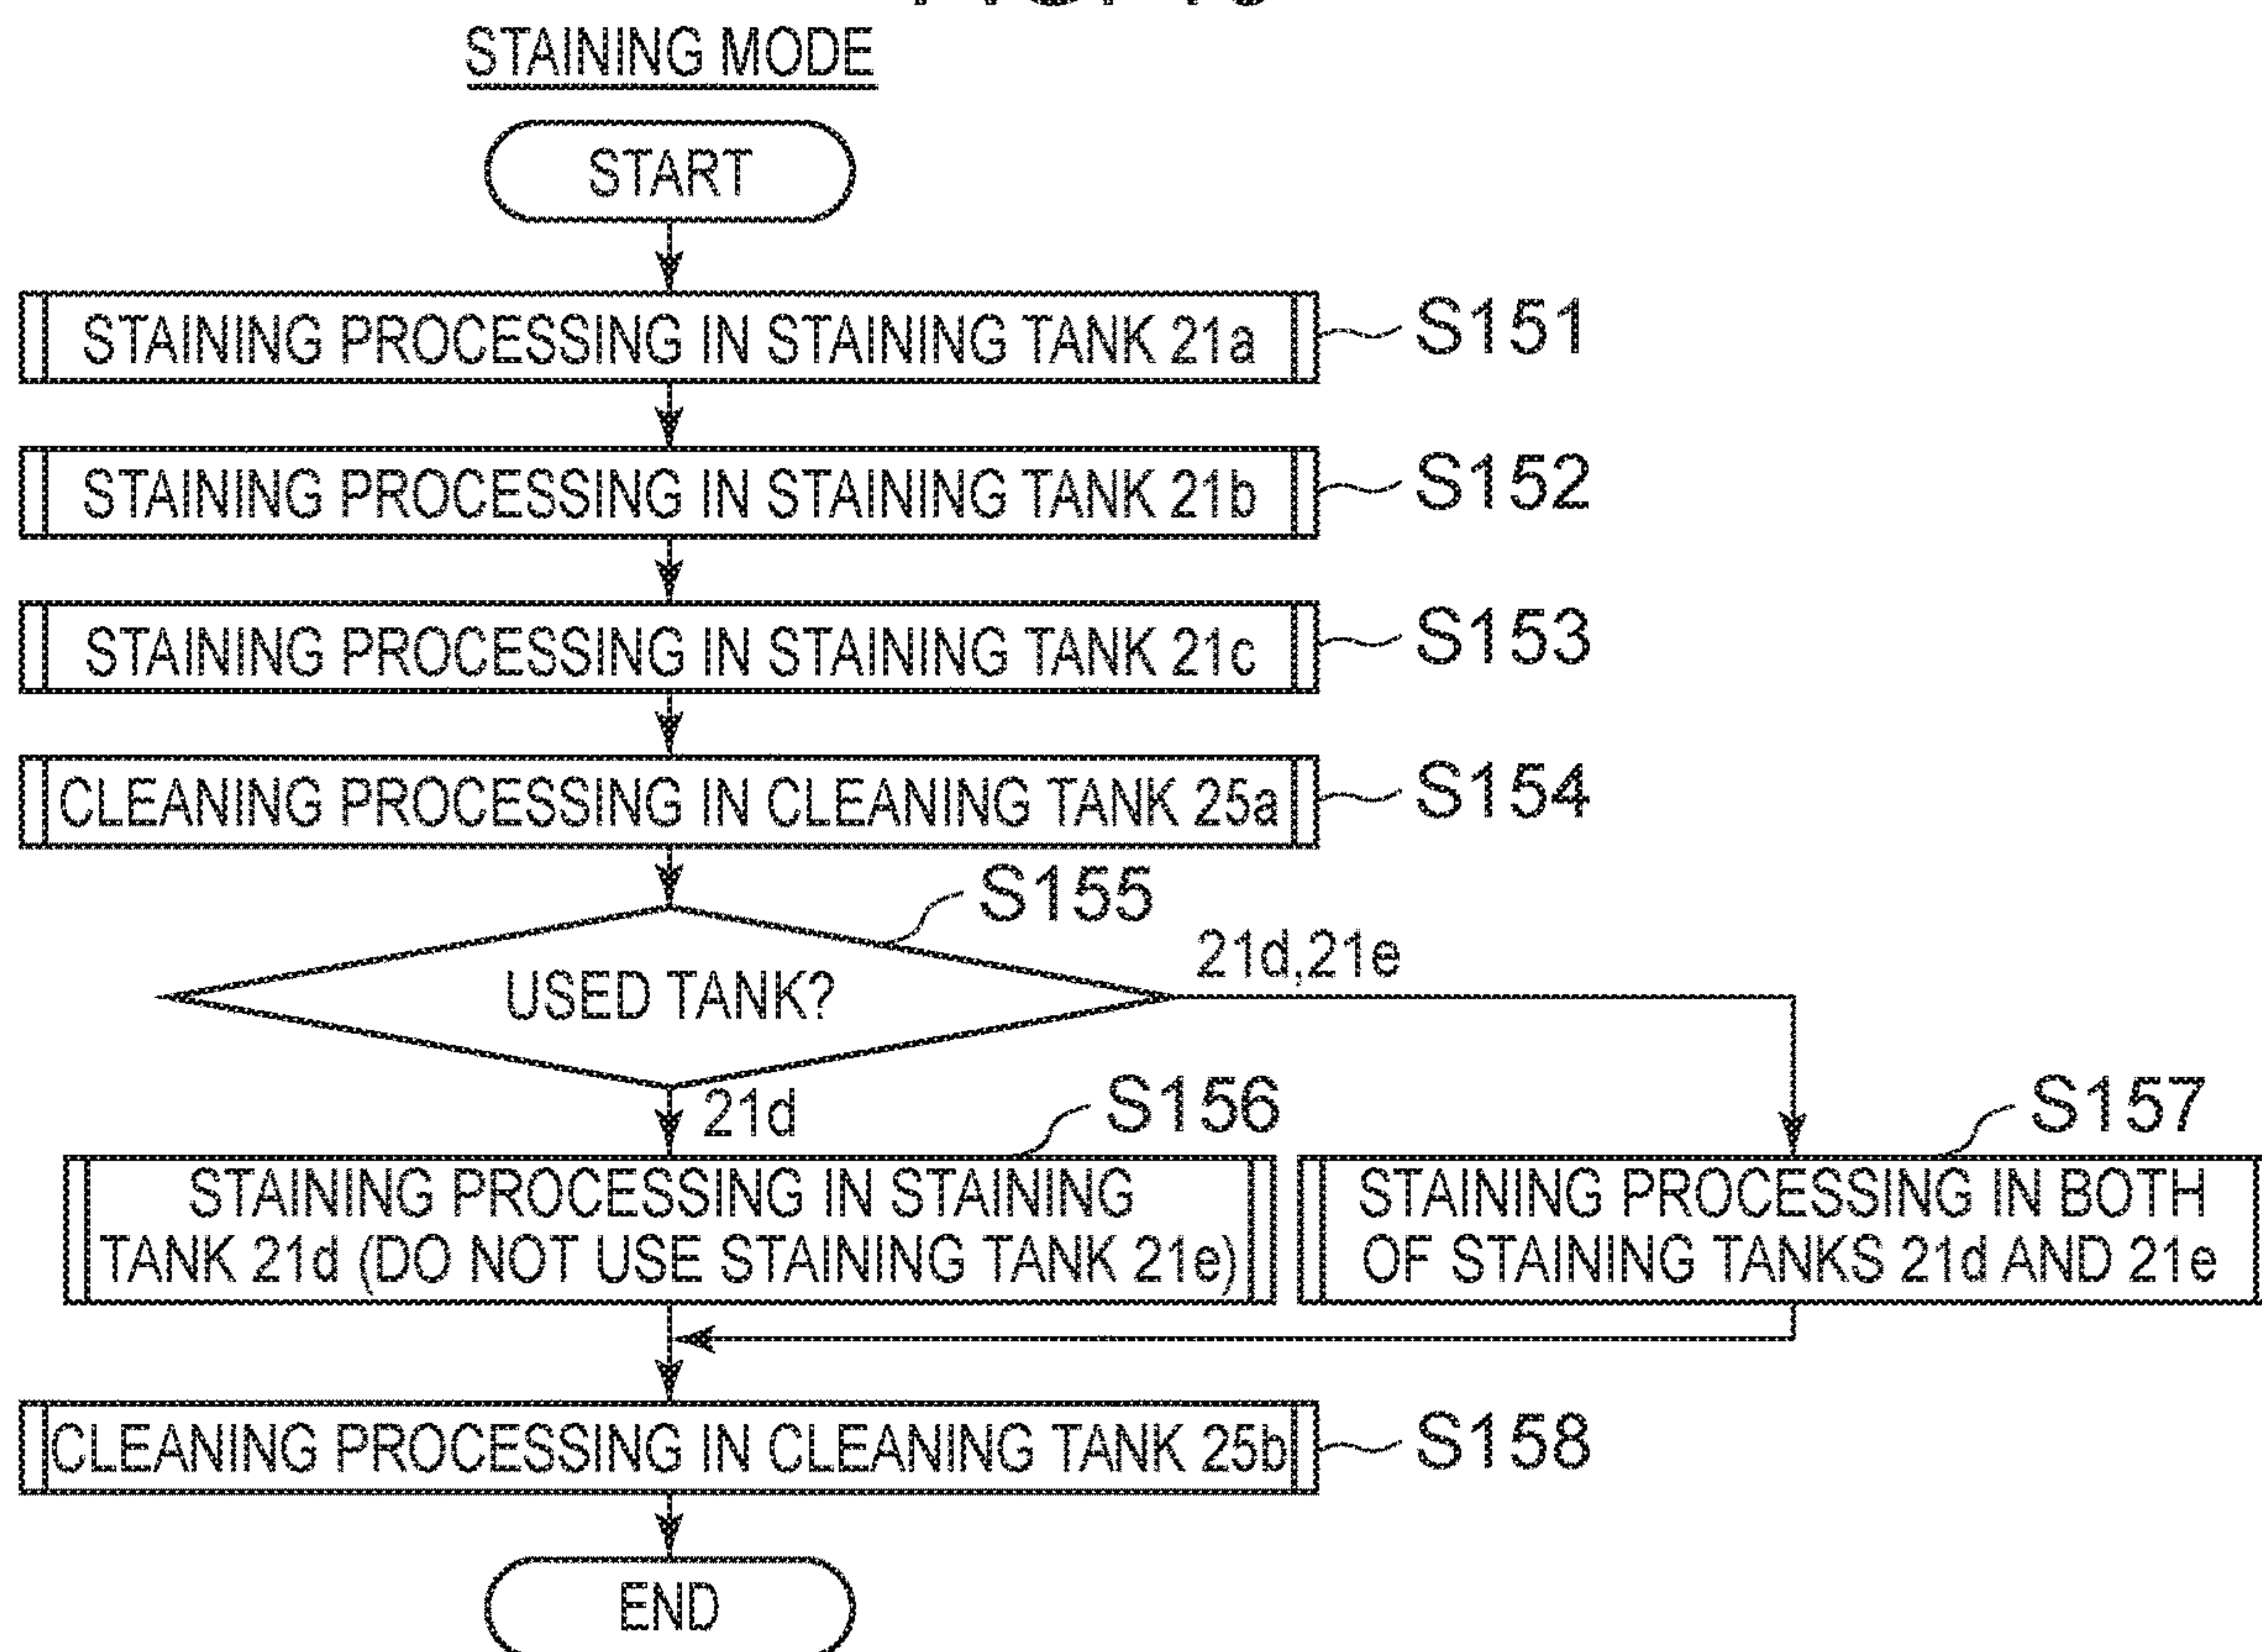 STAINING MODE
START
STAINING PROCESSING IN STAINING TANK 21a
S151
STAINING PROCESSING IN STAINING TANK 21b
S152
STAINING PROCESSING IN STAINING TANK 21c
S153
CLEANING PROCESSING IN CLEANING TANK 25a
S154
S155
USED TANK?
21d,21e
21d
S156
S157
STAINING PROCESSING IN STAINING
TANK 21d (DO NOT USE STAINING TANK 21e)
STAINING PROCESSING IN BOTH
OF STAINING TANKS 21d AND 21e
CLEANING PROCESSING IN CLEANING TANK 25b
S158
END